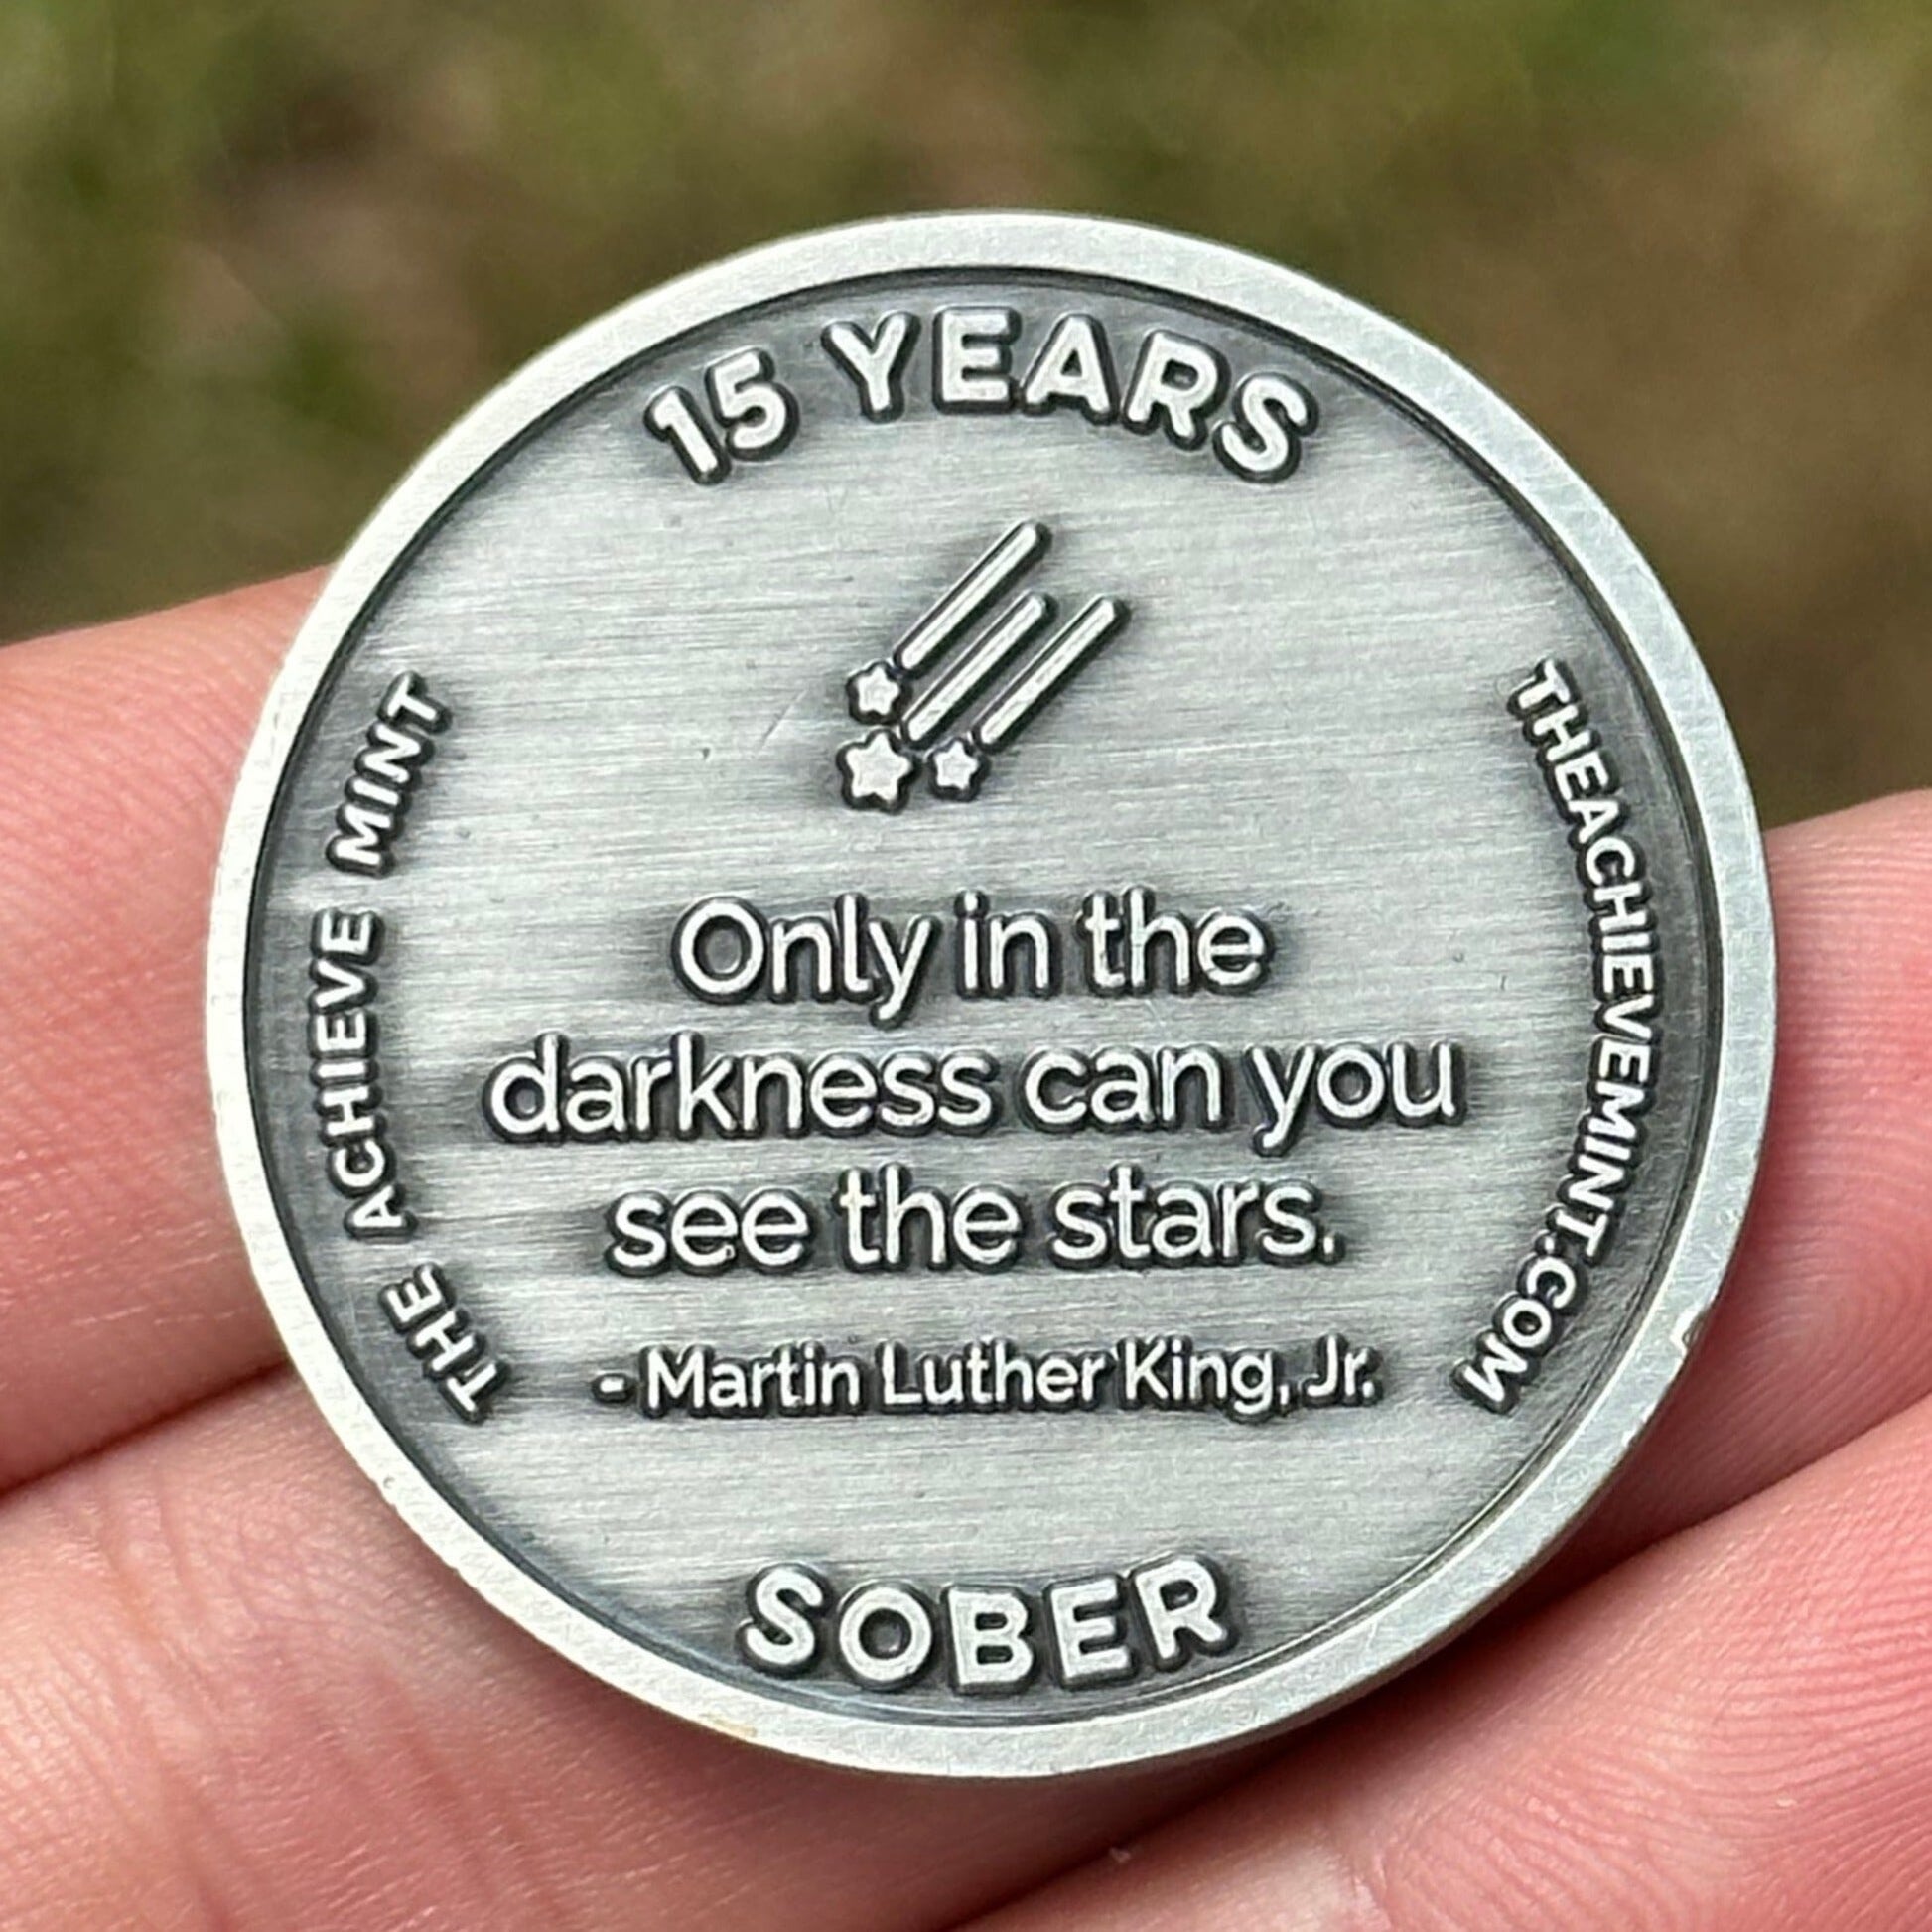 15 YEARS
THE ACHIEVE MINT
THEACHIEVEMINT.COM
Only in the
darkness can you
see the stars.
- Martin Luther King, Jr.
SOBER